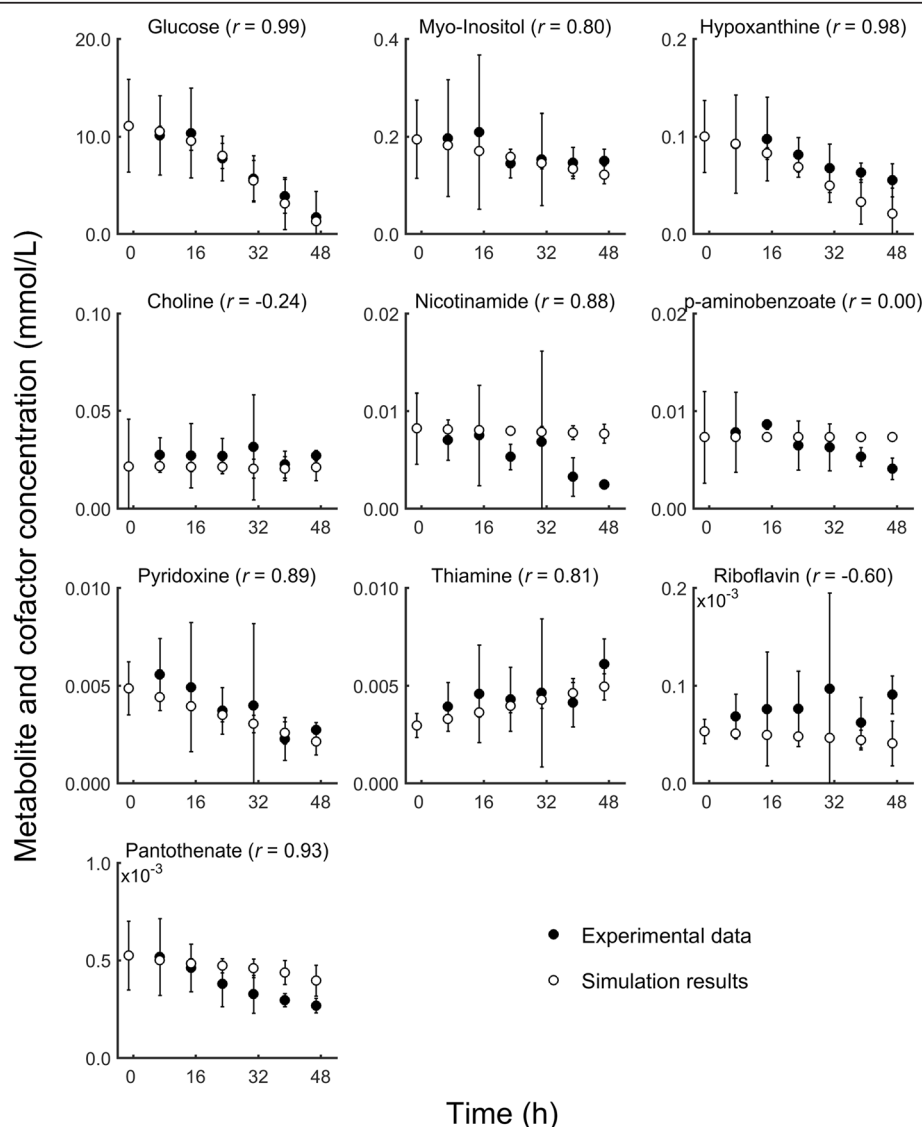 Metabolite and cofactor concentration (mmol/L)
Glucose (r = 0.99)
20.0
10.0
0.0
0 16 32 48
Myo-Inositol (r = 0.80)
0.4
0.2
0.0
0 16 32 48
Hypoxanthine (r = 0.98)
0.2
0.1
0.0
0 16 32 48
Choline (r = -0.24)
0.10
0.05
0.00
0 16 32 48
Nicotinamide (r = 0.88)
0.02
0.01
0.00
0 16 32 48
p-aminobenzoate (r = 0.00)
0.02
0.01
0.00
0 16 32 48
Pyridoxine (r = 0.89)
0.010
0.005
0.000
0 16 32 48
Thiamine (r = 0.81)
0.010
0.005
0.000
0 16 32 48
Riboflavin (r = -0.60)
0.2
x10⁻³
0.1
0.0
0 16 32 48
Pantothenate (r = 0.93)
1.0
x10⁻³
0.5
0.0
0 16 32 48
Experimental data
Simulation results
Time (h)